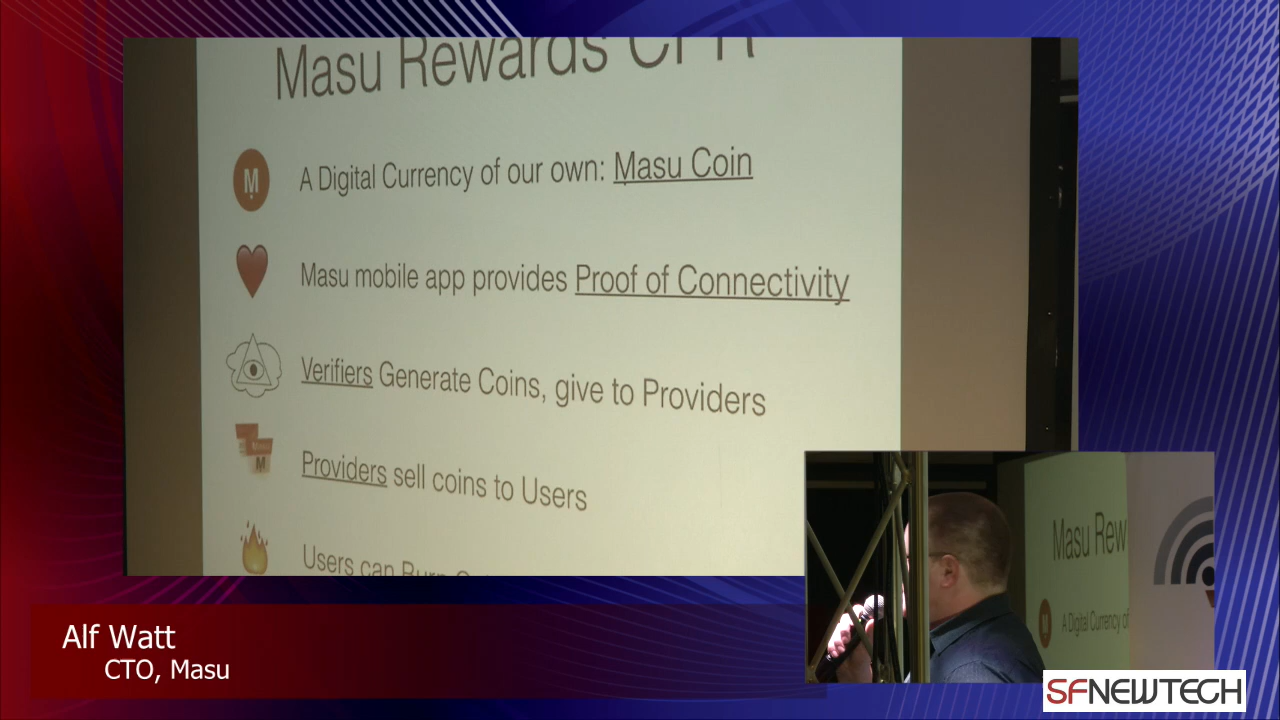 Masu Rewards CPR
M A Digital Currency of our own: Masu Coin
Masu mobile app provides Proof of Connectivity
Verifiers Generate Coins, give to Providers
M
Providers sell coins to Users
Users can Burn
Masu Rew
A Digital Currency of
Alf Watt
CTO, Masu
SFNEWTECH